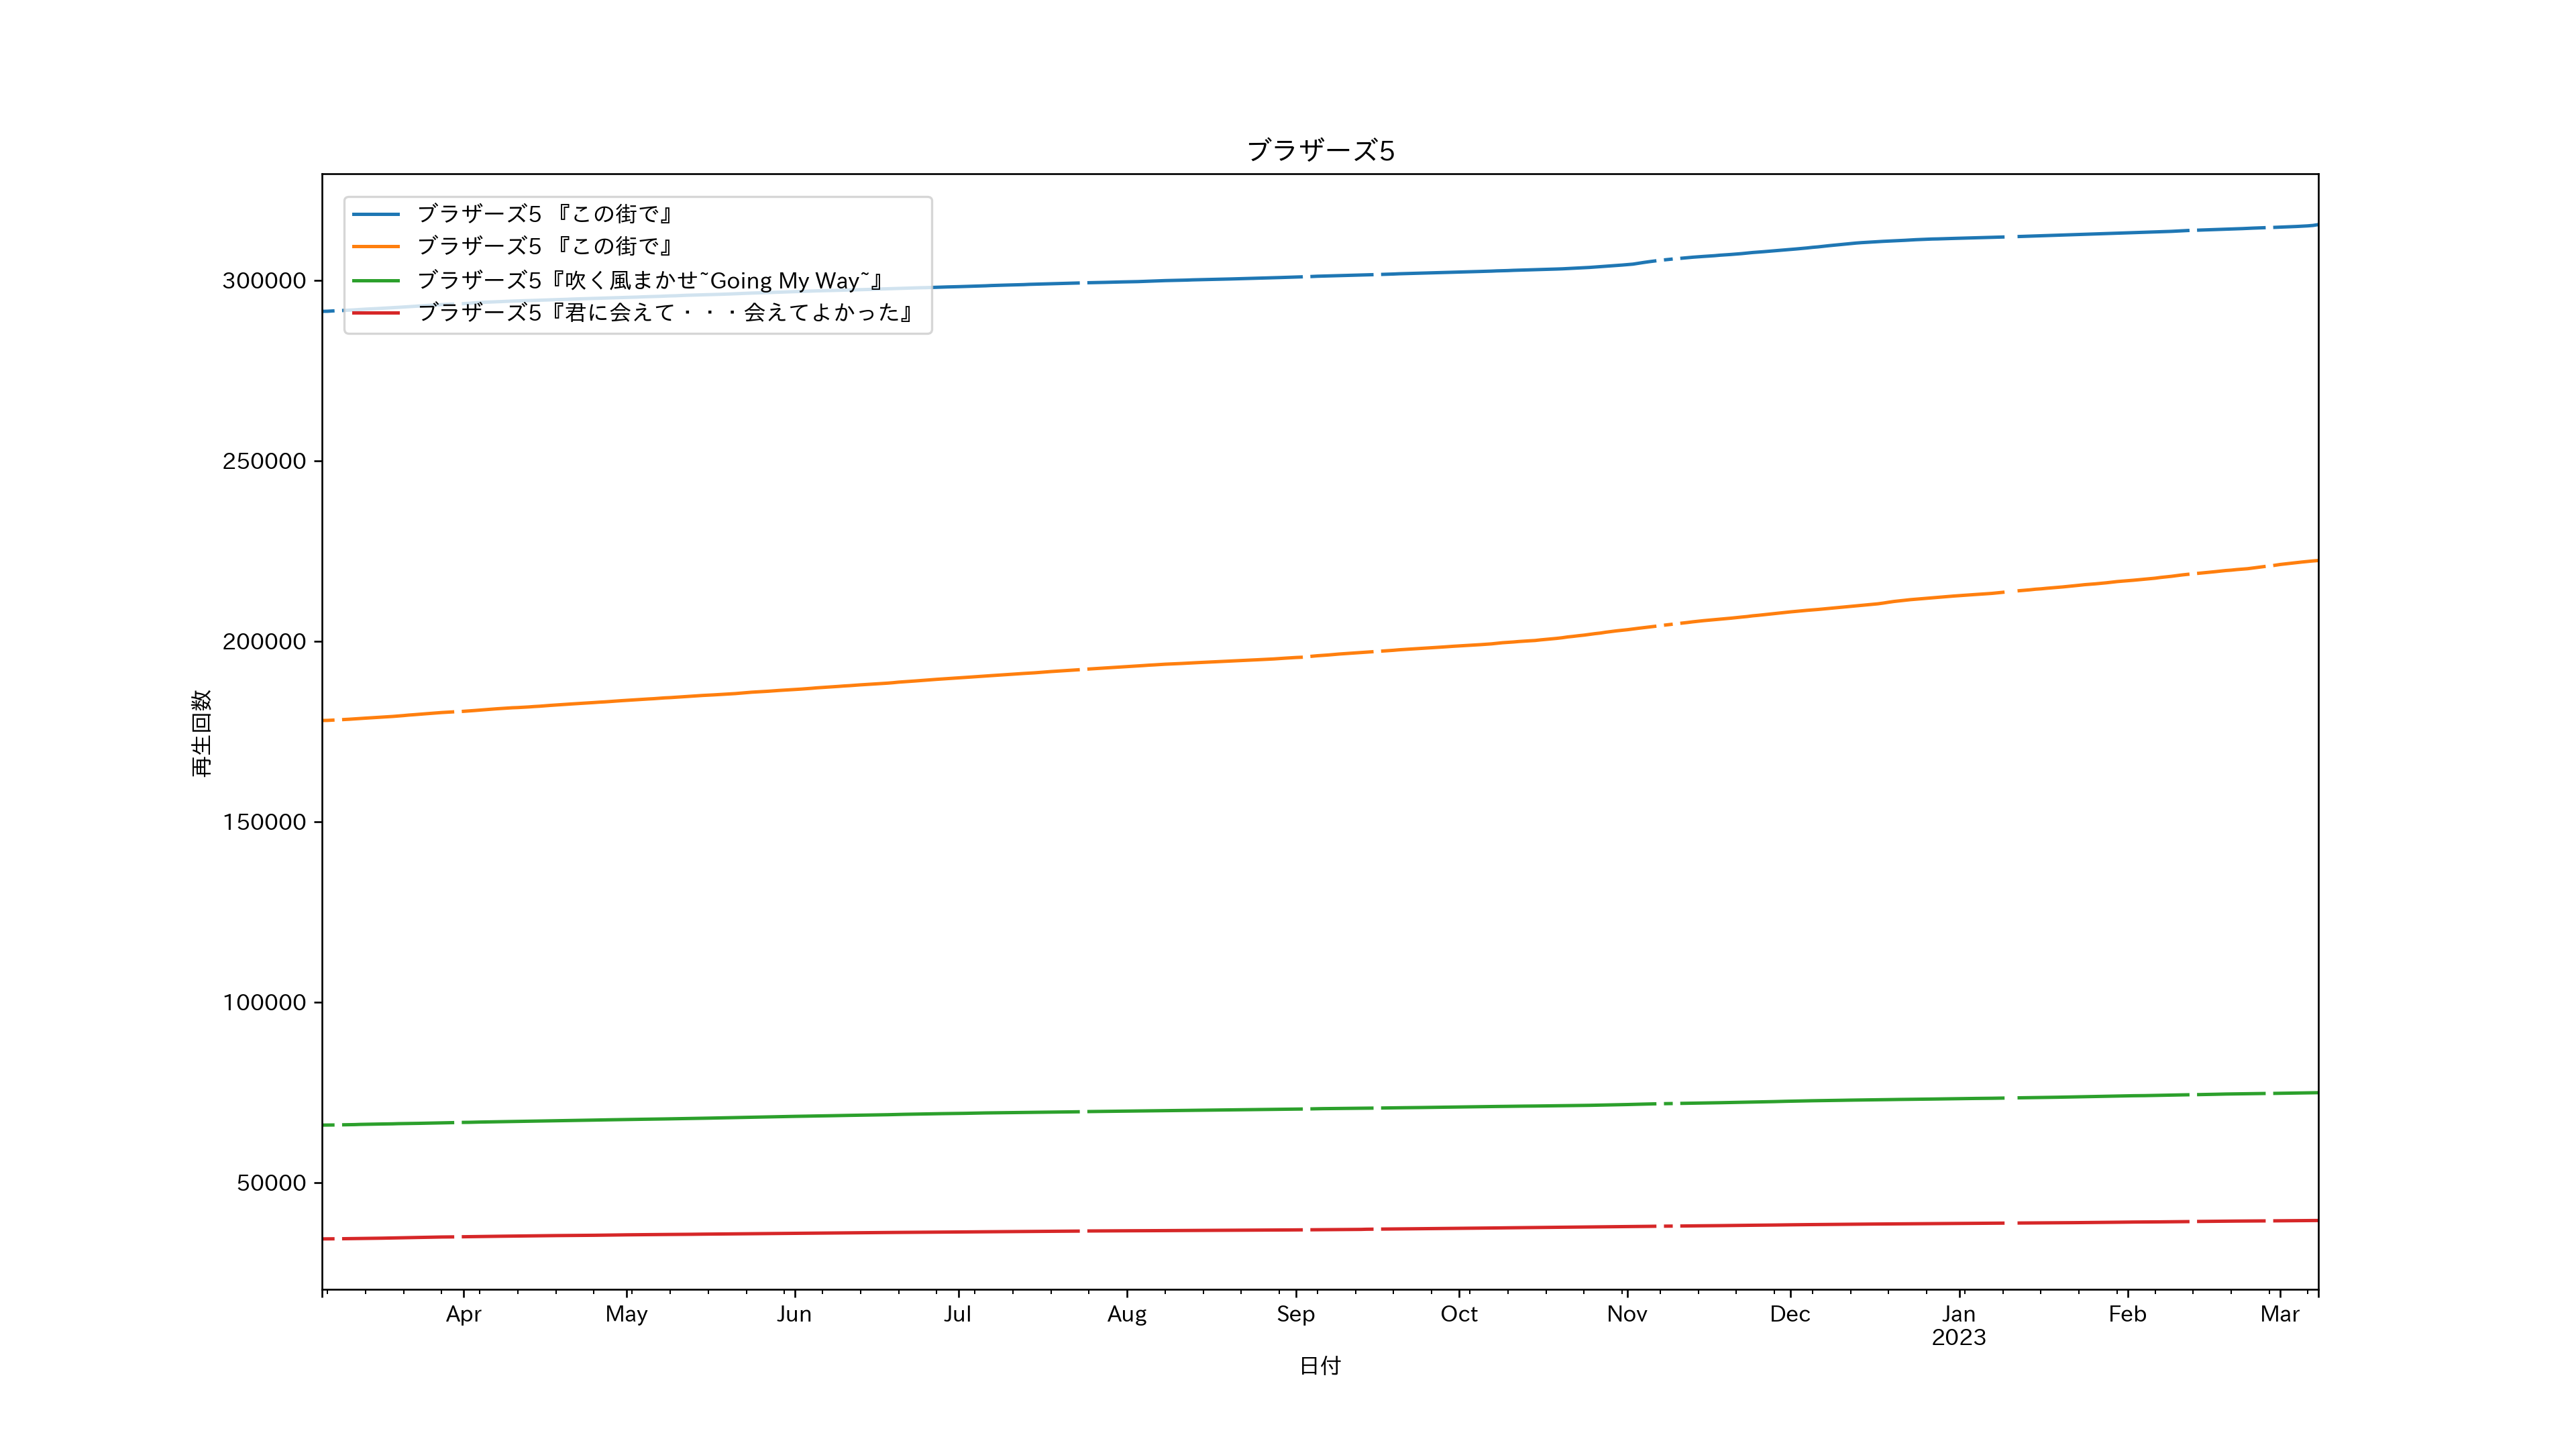 ブラザーズ5
ブラザーズ5 『この街で』
ブラザーズ5 『この街で』
ブラザーズ5『吹く風まかせ~Going My Way~』
ブラザーズ5『君に会えて・・・会えてよかった』
300000
250000
200000
150000
100000
50000
再生回数
Apr May Jun Jul Aug Sep Oct Nov Dec Jan Feb Mar
2023
日付